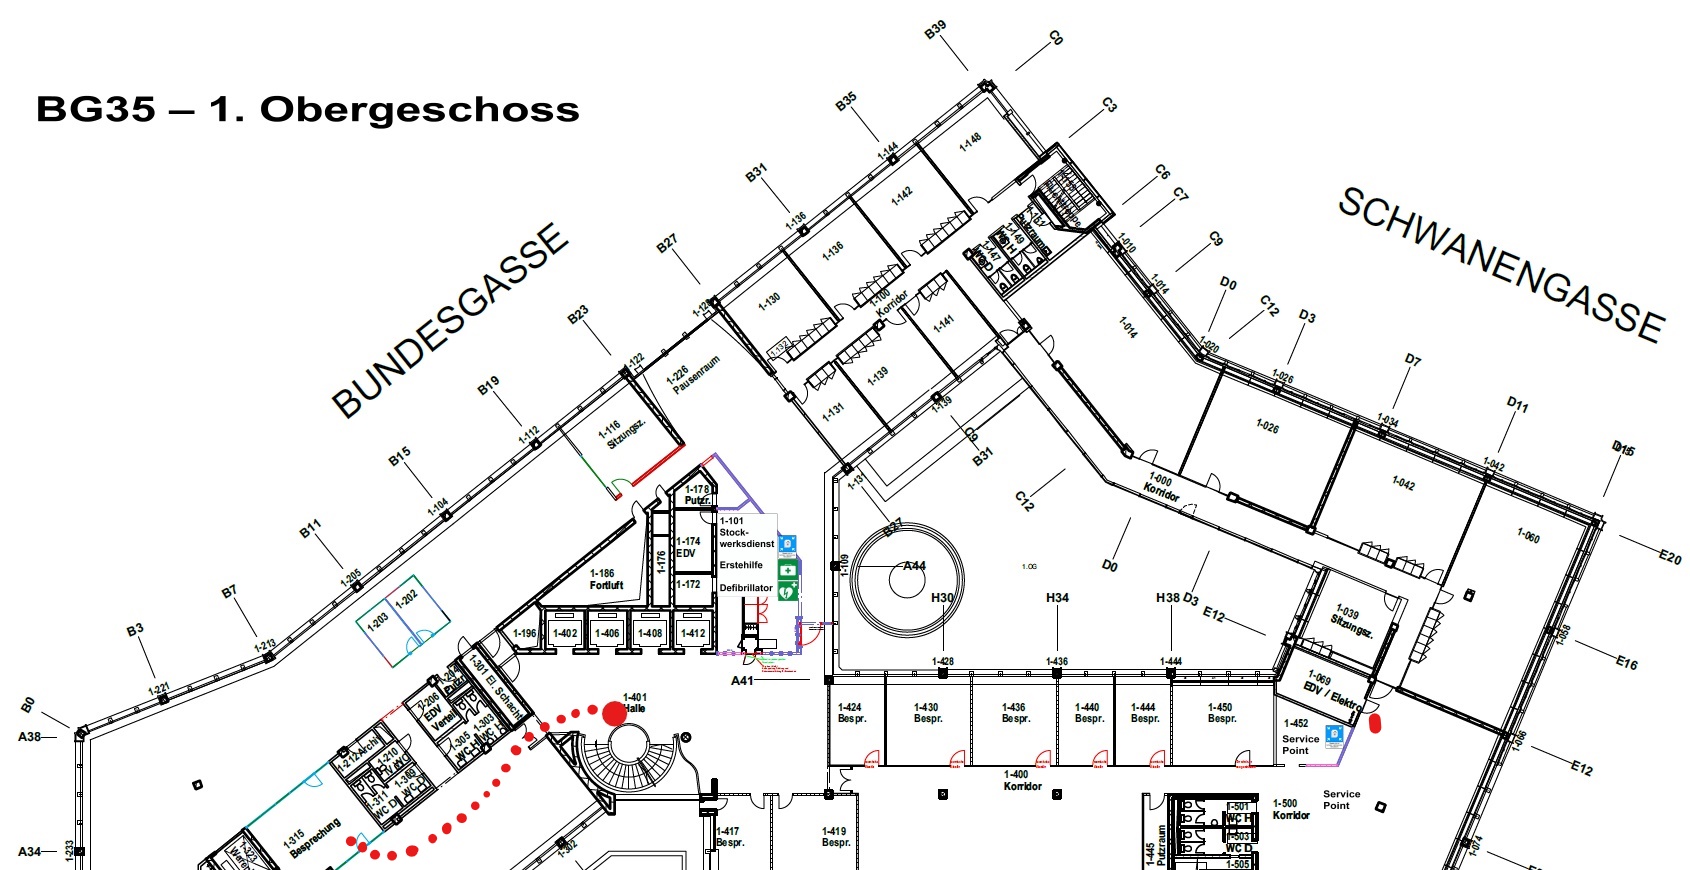 BG35 – 1. Obergeschoss
BUNDESGASSE
SCHWANENGASSE
B39
C0
B35
C3
B31
C6
C7
B27
C9
B23
D0
C12
D3
B19
D7
B15
D11
B11
B7
E20
B3
E16
B0
A38
E12
A34
1-148
1-144
1-142
1-136
1-136
1-130
1-132
1-100
Korridor
1-141
1-139
1-139
1-131
1-131
1-147
1-149
1-010
1-014
1-014
1-020
1-026
1-026
1-034
1-042
1-042
1-060
1-058
1-074
1-000
Korridor
1-122
1-226
Pausenraum
1-116
Sitzungsz.
1-112
1-104
1-205
1-213
1-221
1-233
1-203
1-202
C9
B31
C12
B27
D0
D3
E12
A44
1.OG
H30
H34
H38
A41
1-109
1-178
Putzr.
1-174
EDV
1-176
1-172
1-186
Fortluft
1-196
1-402
1-406
1-408
1-412
1-101
Stock-
werksdienst
Erstehilfe
Defibrillator
1-401
Halle
1-301 El. Schacht
1-206
EDV
1-303
WC H
1-305
WC H
1-212 Archi
1-210
1-311
WC D
1-315
Besprechung
1-323
1-302
1-428
1-436
1-444
1-424
Bespr.
1-430
Bespr.
1-436
Bespr.
1-440
Bespr.
1-444
Bespr.
1-450
Bespr.
1-452
Service
Point
1-039
Sitzungsz.
1-069
EDV / Elektro
1-400
Korridor
1-417
Bespr.
1-419
Bespr.
1-445
Putzraum
1-501
WC H
1-503
WC D
1-505
1-500
Korridor
Service
Point